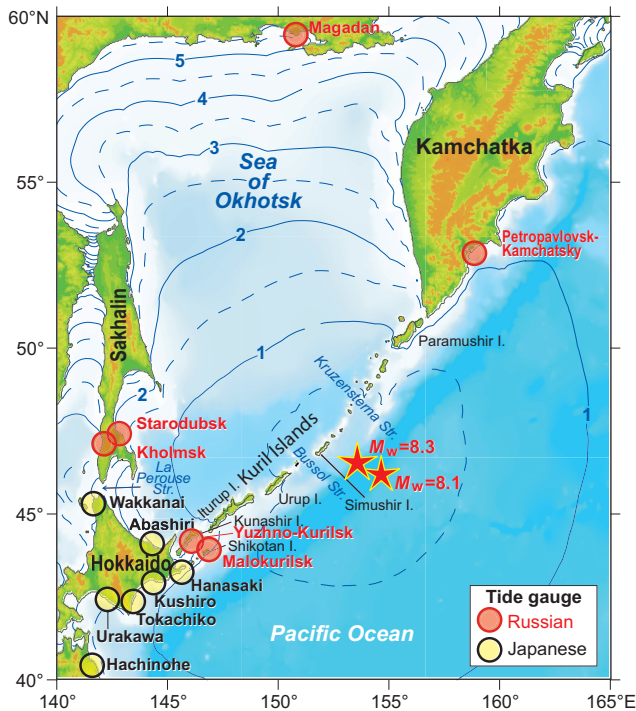 60°N
Magadan
5
4
3
Sea
of
Okhotsk
Kamchatka
55°
2
Petropavlovsk-
Kamchatsky
Sakhalin
50°
Paramushir I.
1
Kruzensterna Str.
2
1
Starodubsk
Kholmsk
Mw=8.3
Kuril Islands
La
Perouse
Str.
Bussol Str.
Mw=8.1
Iturup I.
Urup I.
Simushir I.
Wakkanai
45°
Abashiri
Kunashir I.
Yuzhno-Kurilsk
Shikotan I.
Hokkaido
Malokurilsk
Hanasaki
Kushiro
Tokachiko
Urakawa
Pacific Ocean
Hachinohe
Tide gauge
Russian
Japanese
40°
140°
145°
150°
155°
160°
165°E